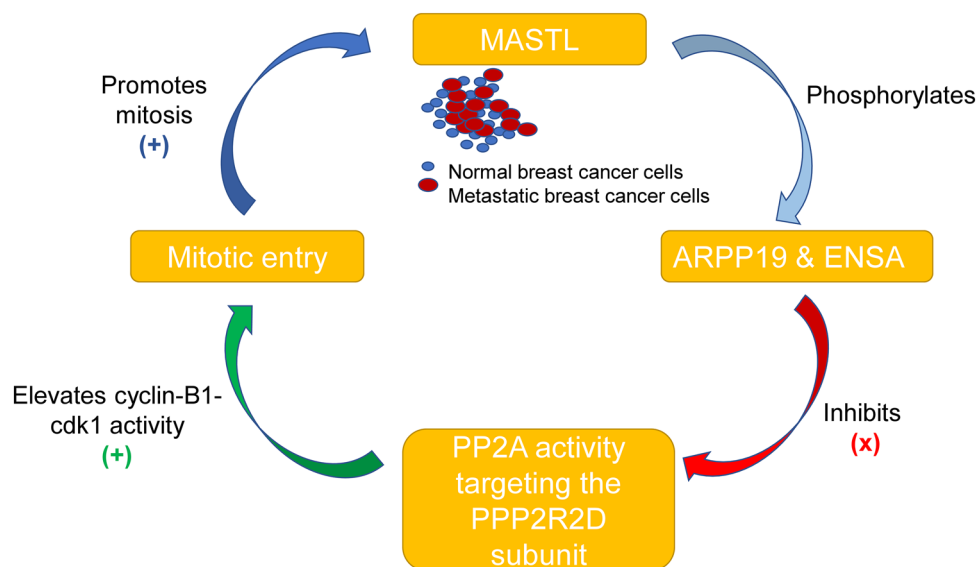 MASTL
Promotes
mitosis
(+)
Phosphorylates
Normal breast cancer cells
Metastatic breast cancer cells
Mitotic entry
ARPP19 & ENSA
Elevates cyclin-B1-
cdk1 activity
(+)
Inhibits
(x)
PP2A activity
targeting the
PPP2R2D
subunit